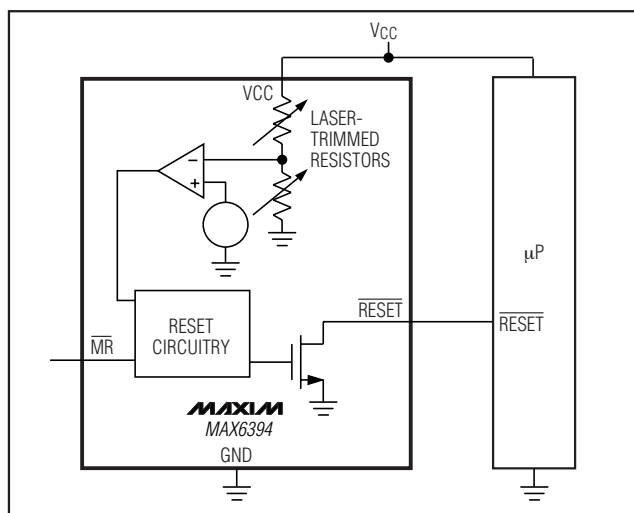 VCC
VCC
LASER-
TRIMMED
RESISTORS
−
+
µP
RESET
RESET
MR
RESET
CIRCUITRY
MAXIM
MAX6394
GND